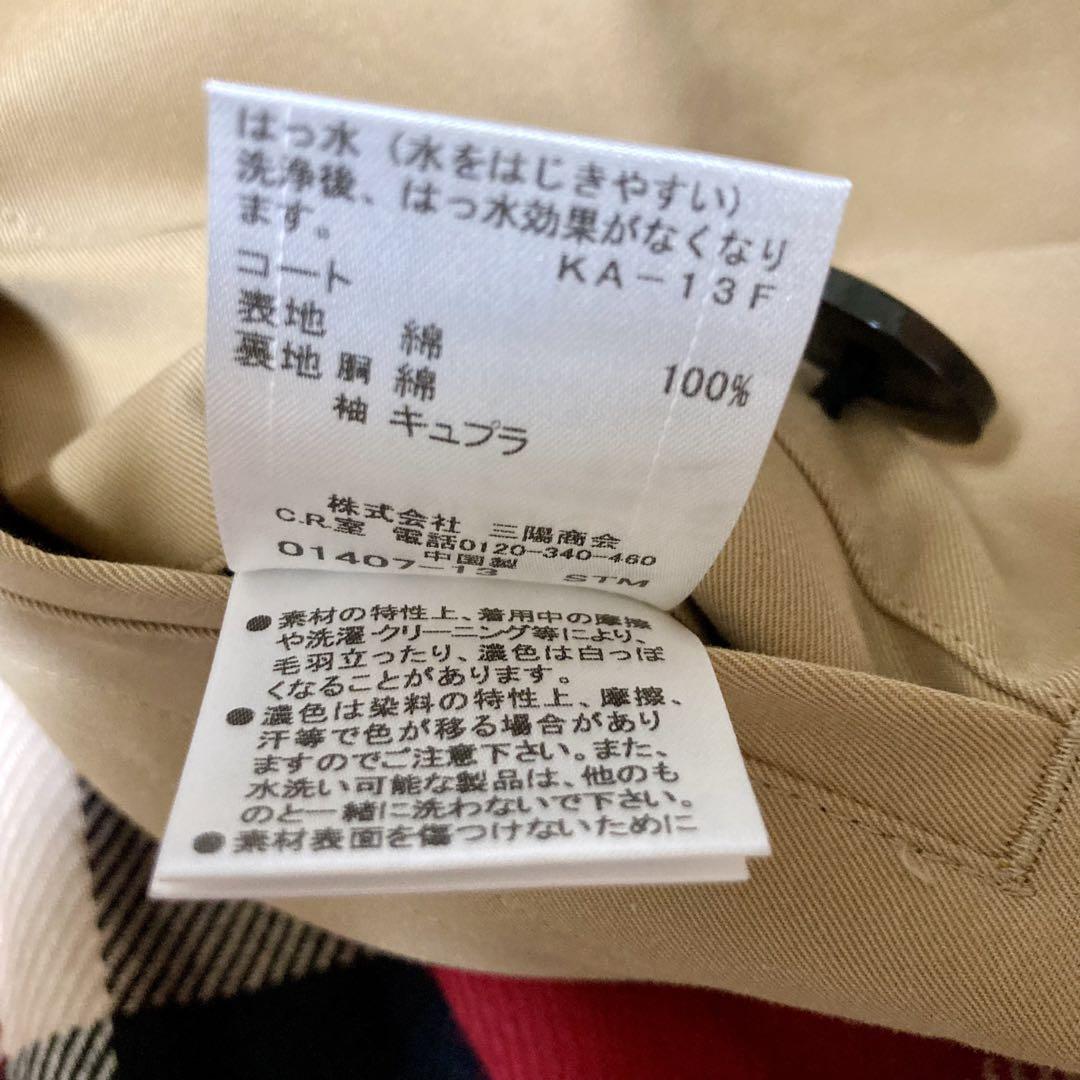 はっ水（水をはじきやすい）
洗浄後、はっ水効果がなくなり
ます。
コート KA-13F
表地 綿
裏地 胴 綿 100%
袖 キュプラ
株式会社 三陽商会
C.R.室 電話0120-340-460
中国製
01407-13 STM
●素材の特性上、着用中の摩擦
や洗濯・クリーニング等により、
毛羽立ったり、濃色は白っぽ
くなることがあります。
●濃色は染料の特性上、摩擦、
汗等で色が移る場合があり
ますのでご注意下さい。また、
水洗い可能な製品は、他のも
のと一緒に洗わないで下さい。
●素材表面を傷つけないために